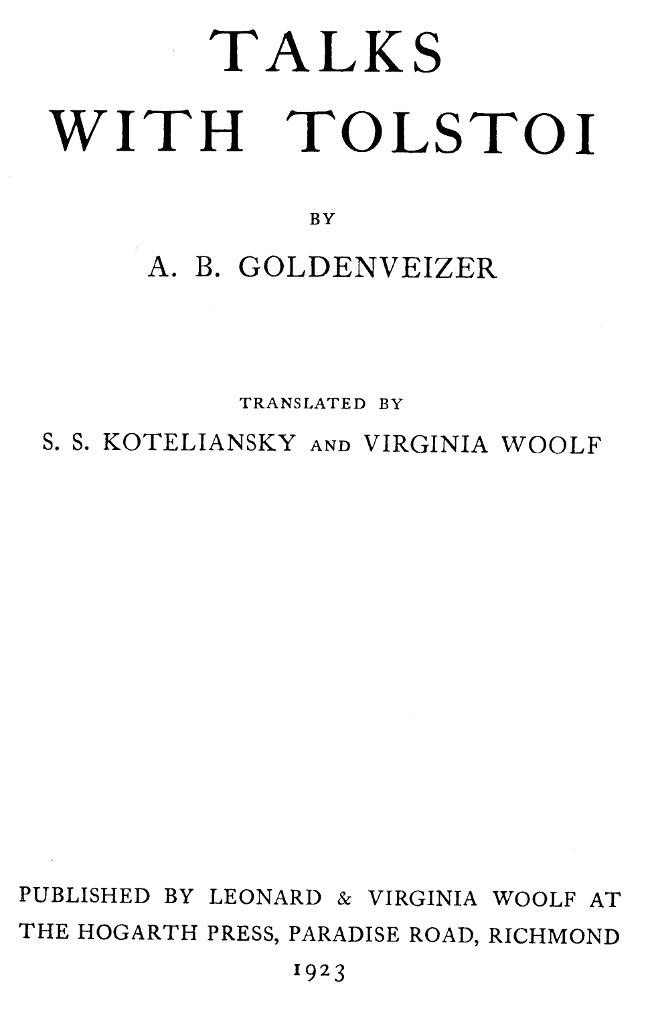 TALKS
WITH TOLSTOI
BY
A. B. GOLDENVEIZER
TRANSLATED BY
S. S. KOTELIANSKY AND VIRGINIA WOOLF
PUBLISHED BY LEONARD & VIRGINIA WOOLF AT
THE HOGARTH PRESS, PARADISE ROAD, RICHMOND
1923